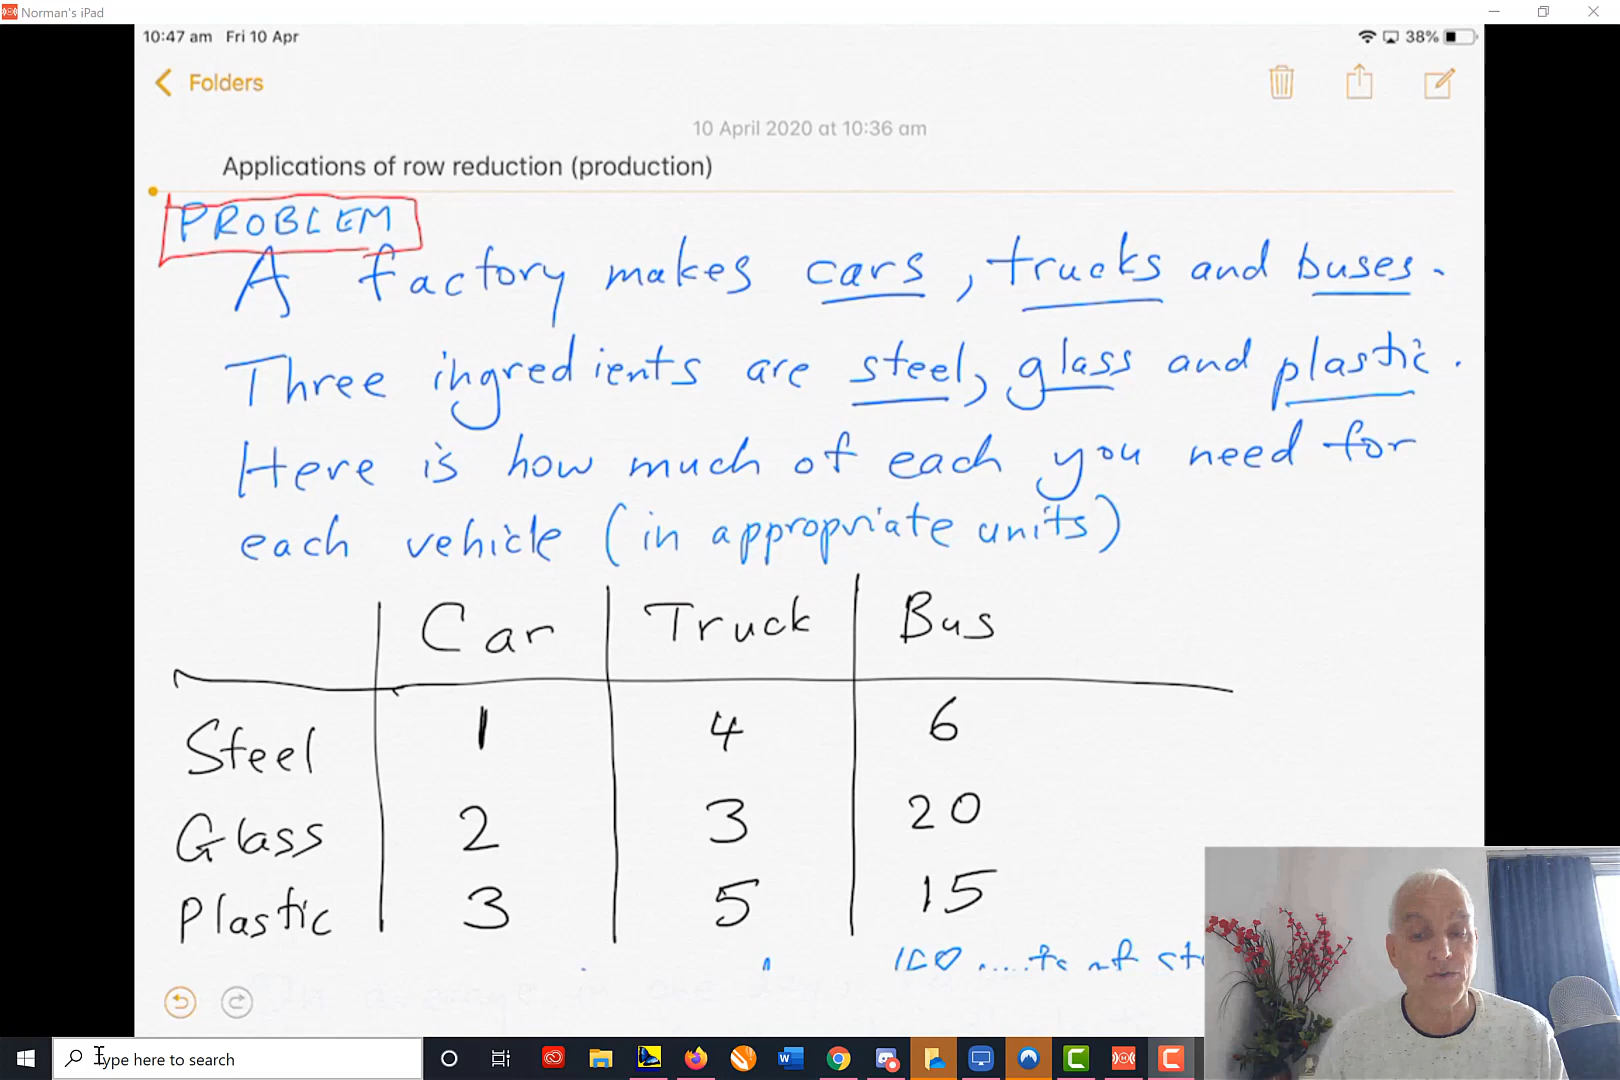 Norman's iPad
10:47 am Fri 10 Apr
38%
Folders
10 April 2020 at 10:36 am
Applications of row reduction (production)
PROBLEM
A factory makes cars, trucks and buses.
Three ingredients are steel, glass and plastic.
Here is how much of each you need for
each vehicle (in appropriate units)
Car Truck Bus
Steel 1 4 6
Glass 2 3 20
Plastic 3 5 15
of
Type here to search